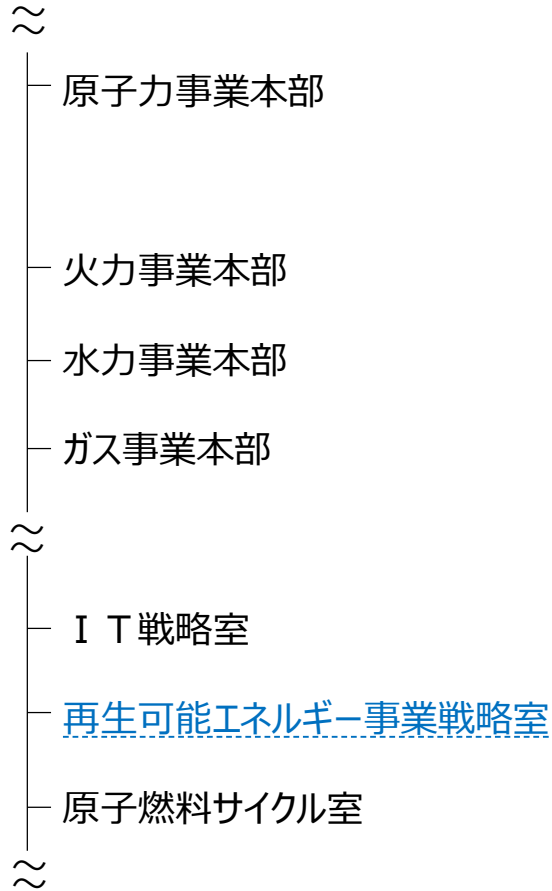 原子力事業本部
火力事業本部
水力事業本部
ガス事業本部
ＩＴ戦略室
再生可能エネルギー事業戦略室
原子燃料サイクル室